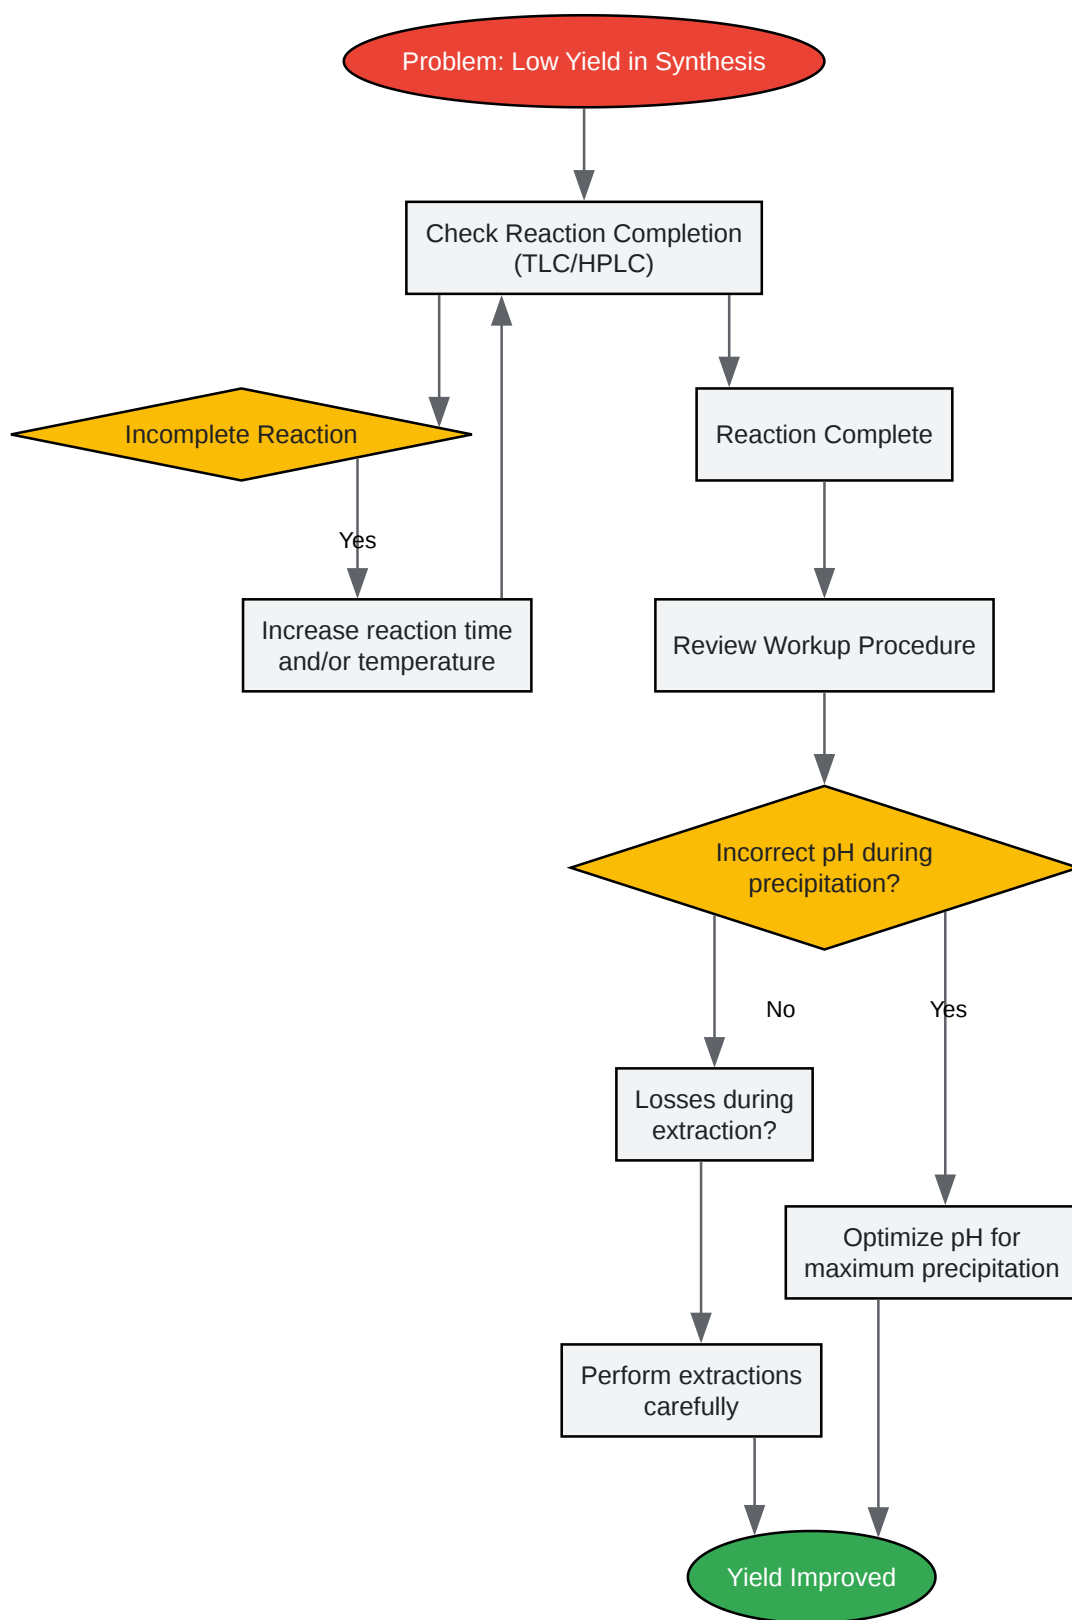 Problem: Low Yield in Synthesis
Check Reaction Completion
(TLC/HPLC)
Incomplete Reaction
Reaction Complete
Yes
Increase reaction time
and/or temperature
Review Workup Procedure
Incorrect pH during
precipitation?
No
Yes
Losses during
extraction?
Optimize pH for
maximum precipitation
Perform extractions
carefully
Yield Improved